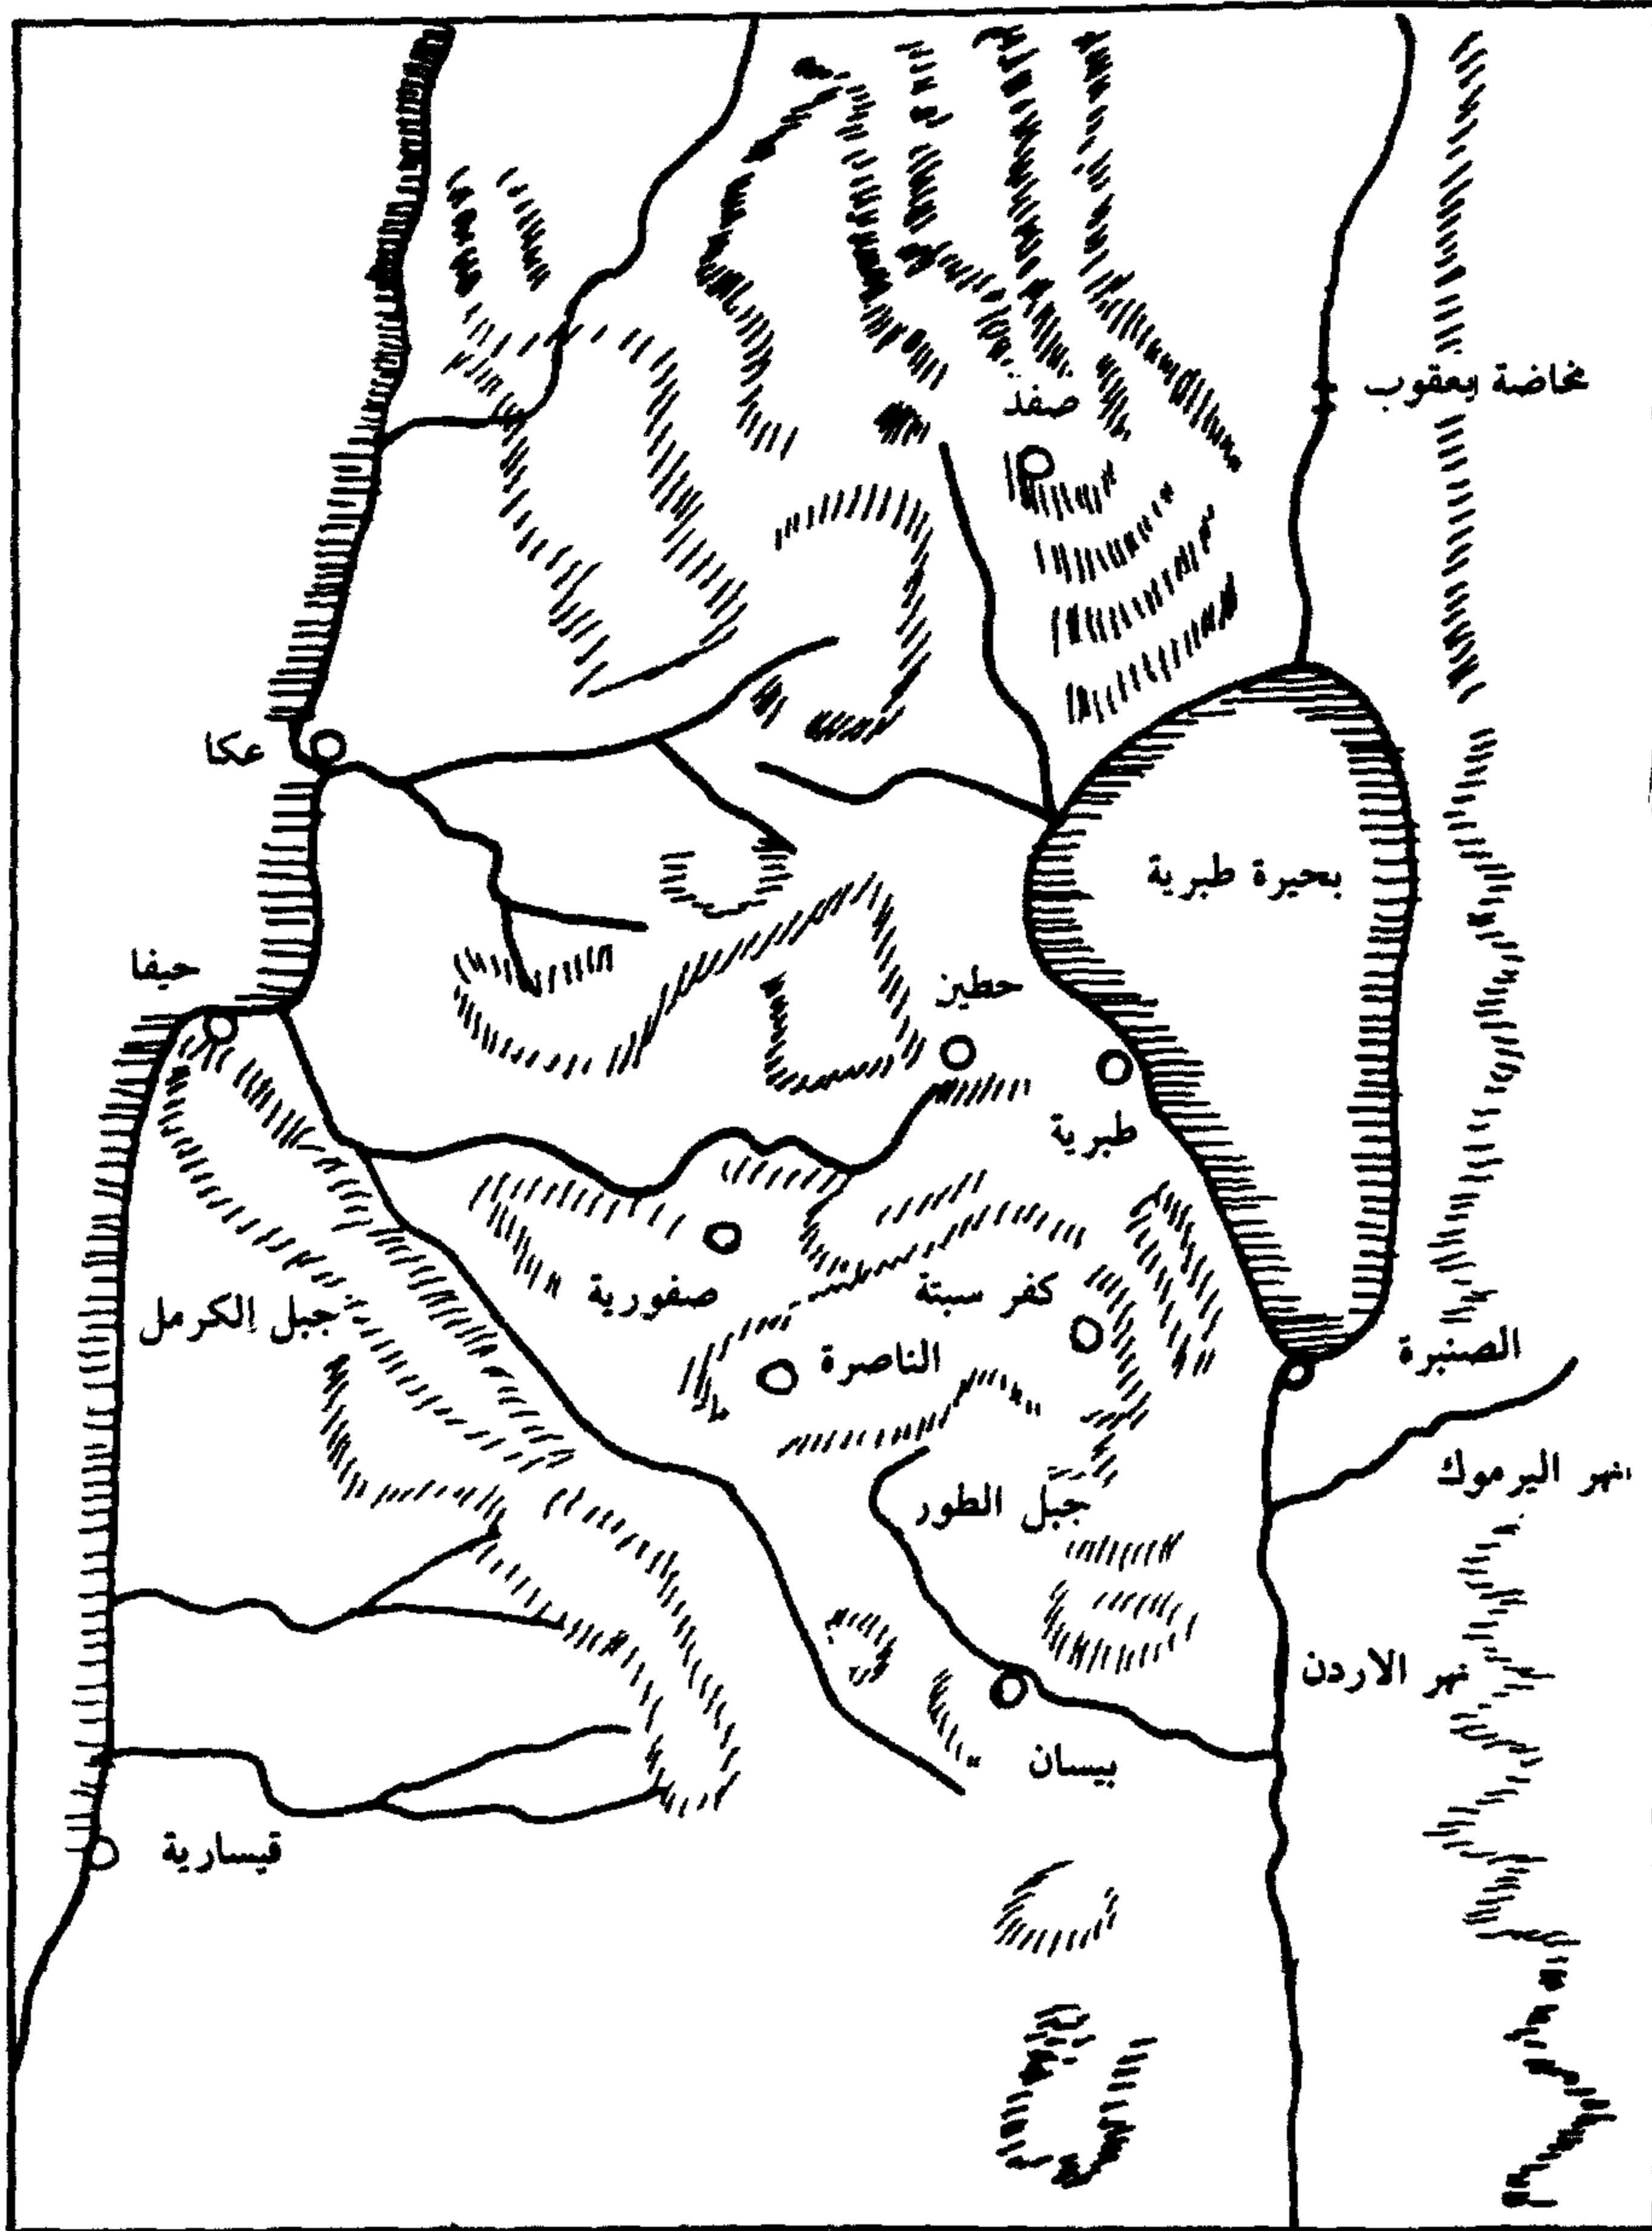 مخاضة يعقوب
صفذ
عكا
بحيرة طبرية
حيفا
حطين
طبرية
كفر سبتة
صفورية
جبل الكرمل
الناصرة
الصنبرة
نهر اليرموك
جبل الطور
نهر الاردن
بيسان
قيسارية